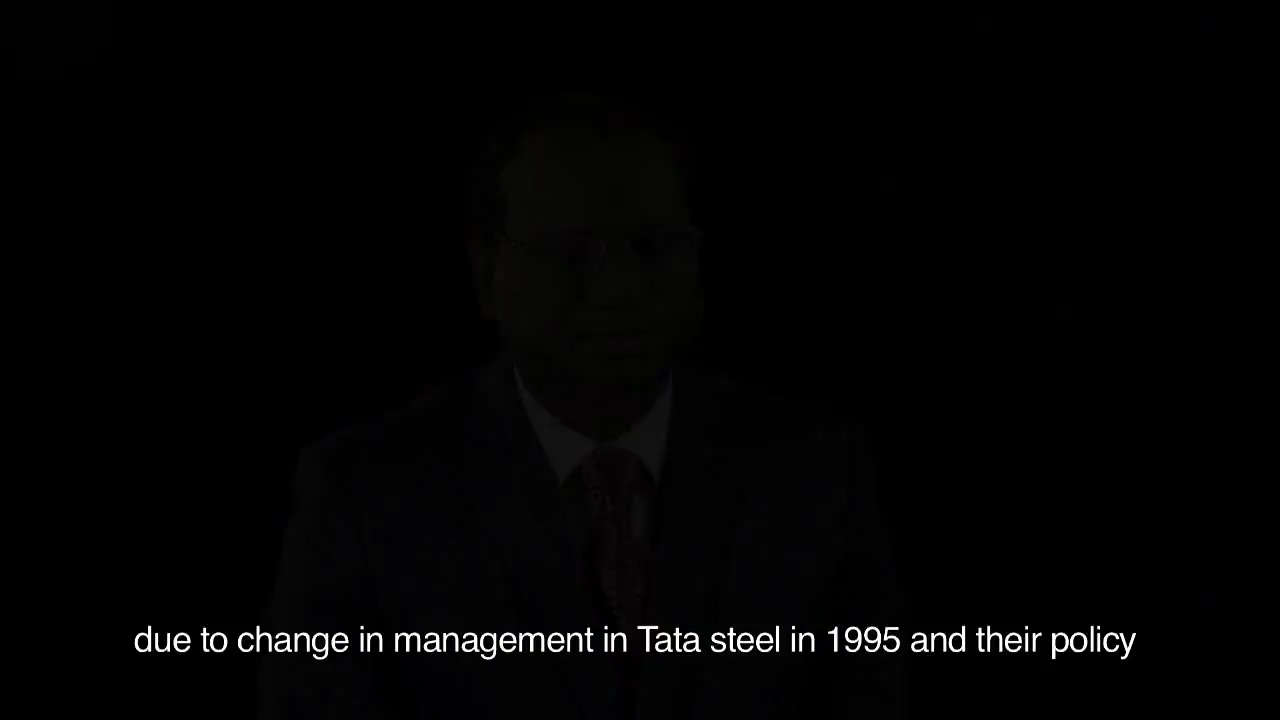 due to change in management in Tata steel in 1995 and their policy